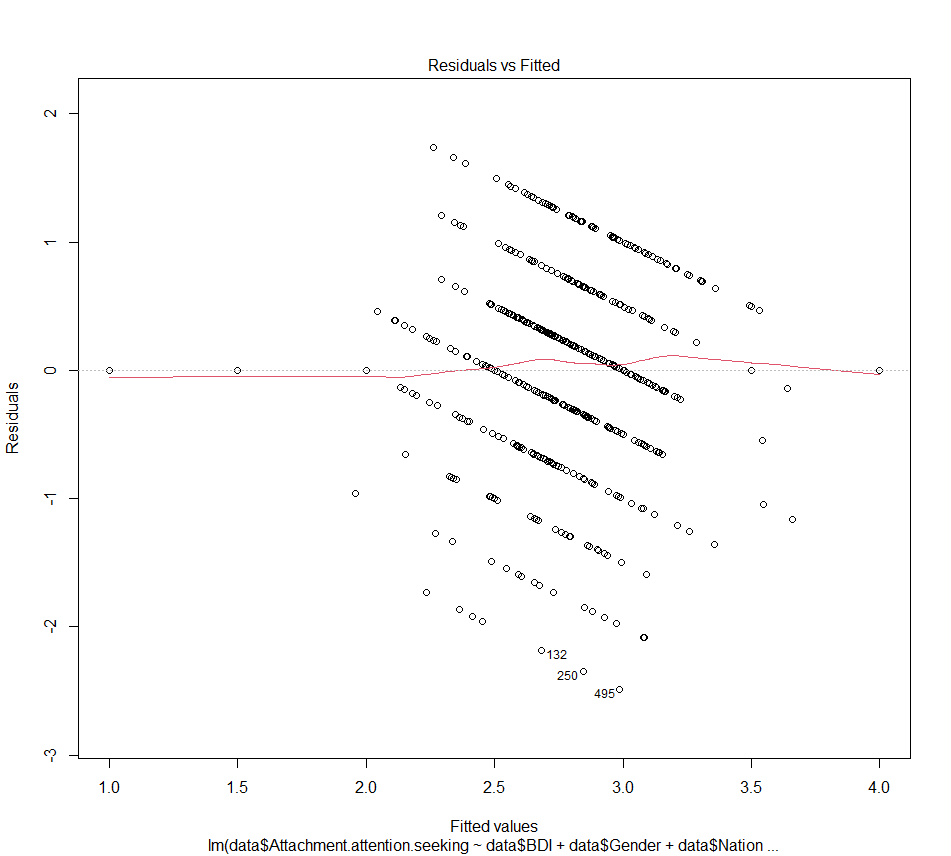 Residuals vs Fitted
2
1
0
-1
-2
-3
Residuals
132
250
495
1.0 1.5 2.0 2.5 3.0 3.5 4.0
Fitted values
lm(data$Attachment.attention.seeking ~ data$BDI + data$Gender + data$Nation ...